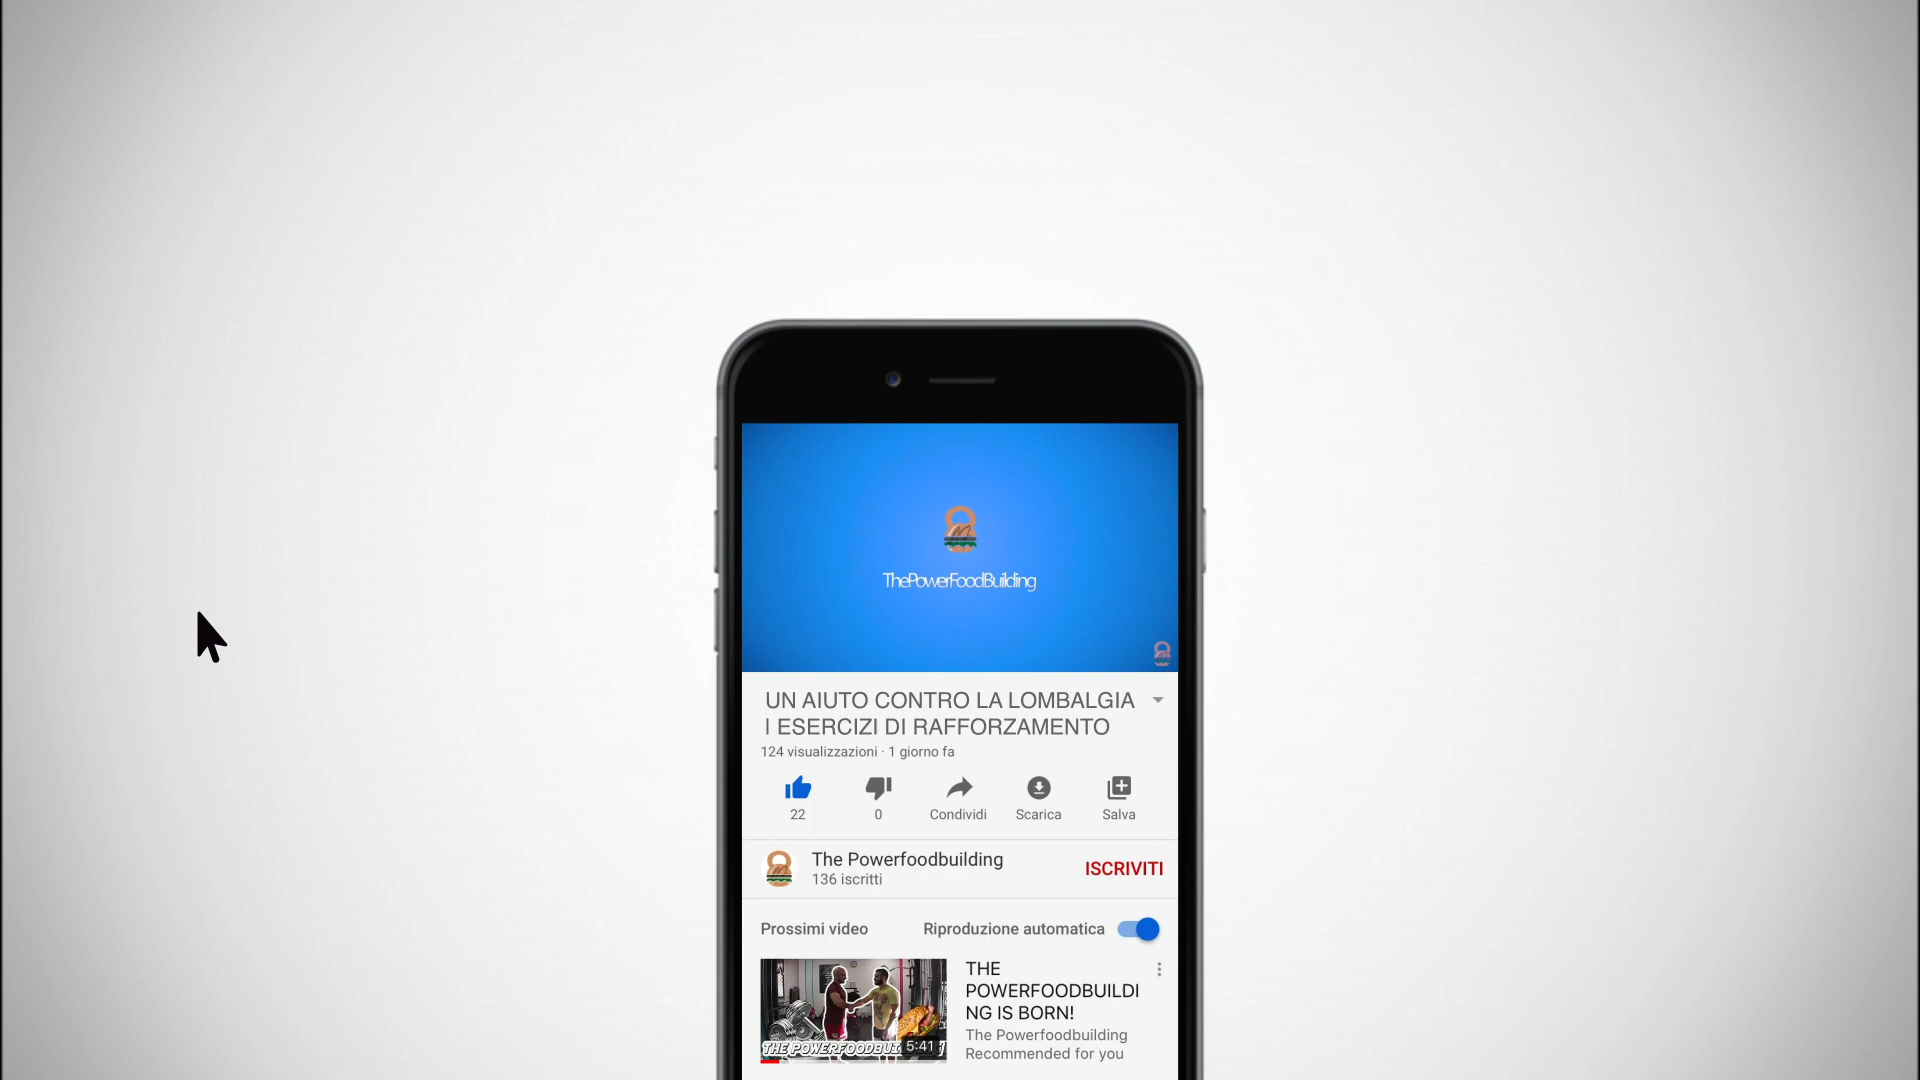 ThePowerFoodBuilding
UN AIUTO CONTRO LA LOMBALGIA
I ESERCIZI DI RAFFORZAMENTO
124 visualizzazioni · 1 giorno fa
22
0
Condividi
Scarica
Salva
The Powerfoodbuilding
136 iscritti
ISCRIVITI
Prossimi video
Riproduzione automatica
THE POWERFOODBUI
5:41
THE
POWERFOODBUILDI
NG IS BORN!
The Powerfoodbuilding
Recommended for you